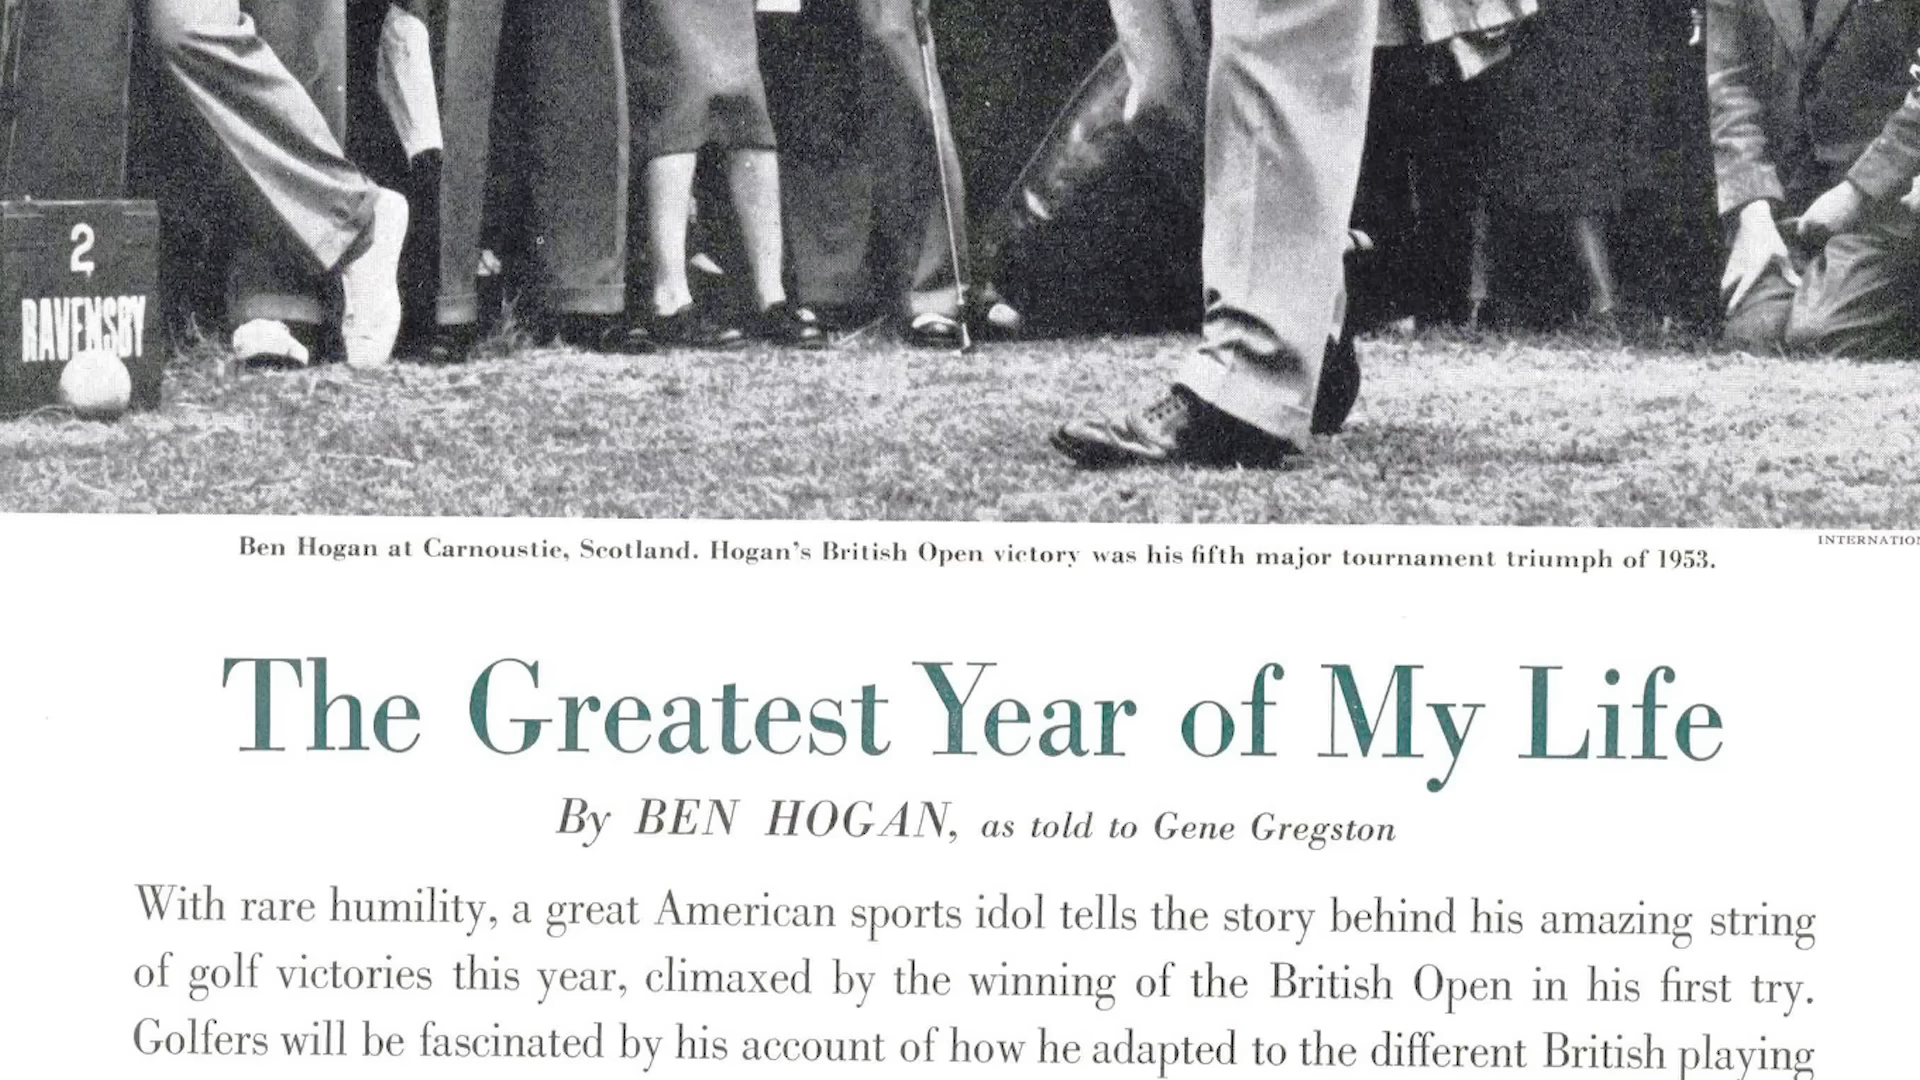 2
RAVENSBY
Ben Hogan at Carnoustie, Scotland. Hogan's British Open victory was his fifth major tournament triumph of 1953.
INTERNATIO
The Greatest Year of My Life
By BEN HOGAN, as told to Gene Gregston
With rare humility, a great American sports idol tells the story behind his amazing string
of golf victories this year, climaxed by the winning of the British Open in his first try.
Golfers will be fascinated by his account of how he adapted to the different British playing